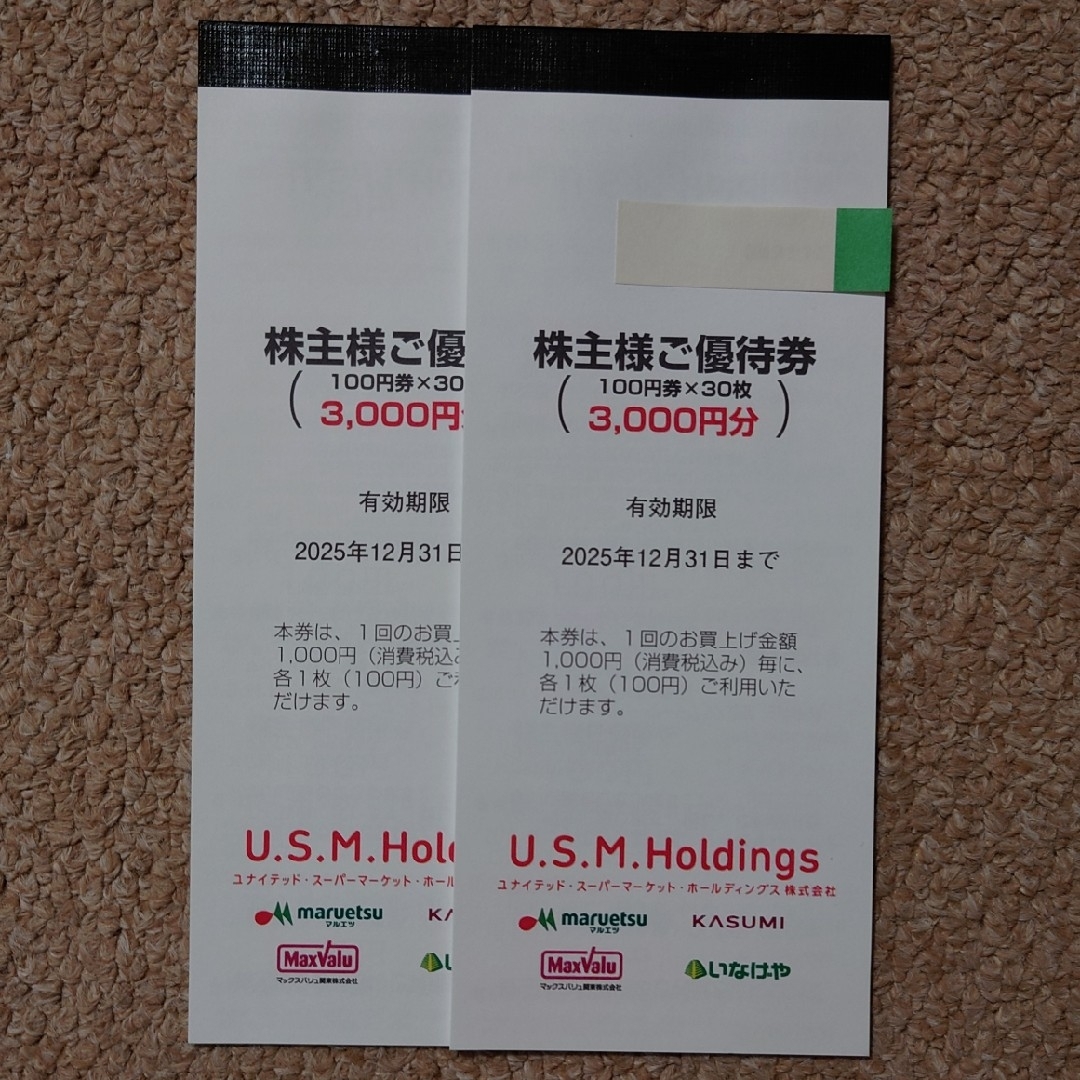 株主様ご優
100円券×30
3,000円
有効期限
2025年12月31日
本券は、1回のお買
1,000円（消費税込
各1枚（100円）ご
だけます。
U.S.M.Hol
ユナイテッド・スーパーマーケット・ホール
maruetsu
マルエツ
MaxValu
マックスバリュ関東株式会社
株主様ご優待券
（100円券×30枚
3,000円分）
有効期限
2025年12月31日まで
本券は、1回のお買上げ金額
1,000円（消費税込み）毎に、
各1枚（100円）ご利用いた
だけます。
U.S.M.Holdings
ユナイテッド・スーパーマーケット・ホールディングス株式会社
maruetsu
マルエツ
KASUMI
MaxValu
マックスバリュ関東株式会社
いなげや